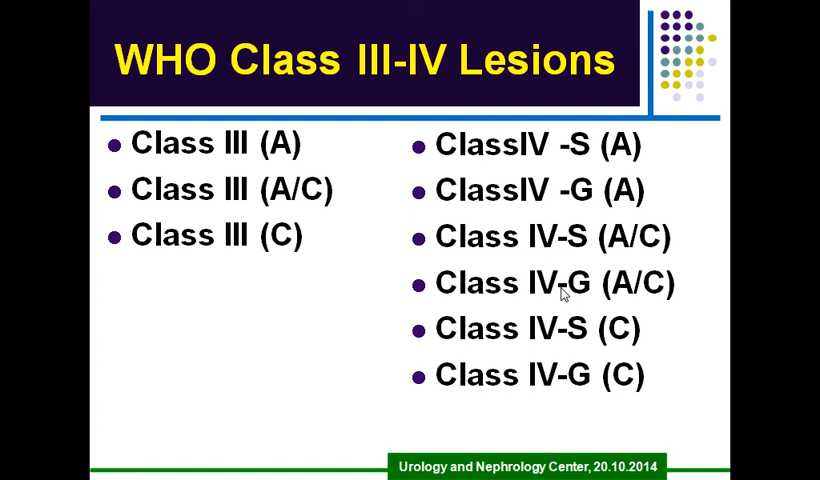 WHO Class III-IV Lesions
Class III (A)
Class III (A/C)
Class III (C)
ClassIV -S (A)
ClassIV -G (A)
Class IV-S (A/C)
Class IV-G (A/C)
Class IV-S (C)
Class IV-G (C)
Urology and Nephrology Center, 20.10.2014